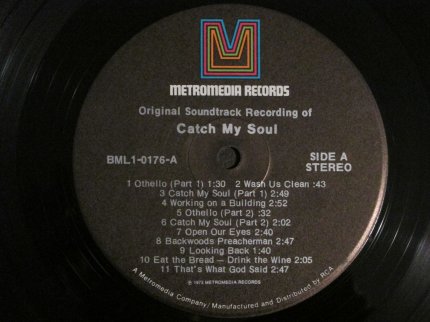 METROMEDIA RECORDS
Original Soundtrack Recording of
Catch My Soul
BML1-0176-A
SIDE A
STEREO
1 Othello (Part 1) 1:30 2 Wash Us Clean :43
3 Catch My Soul (Part 1) 2:49
4 Working on a Building 2:52
5 Othello (Part 2) :32
6 Catch My Soul (Part 2) 2:02
7 Open Our Eyes 2:40
8 Backwoods Preacherman 2:47
9 Looking Back 1:40
10 Eat the Bread — Drink the Wine 2:05
11 That's What God Said 2:47
℗ 1973 METROMEDIA RECORDS
A Metromedia Company/Manufactured and Distributed by RCA